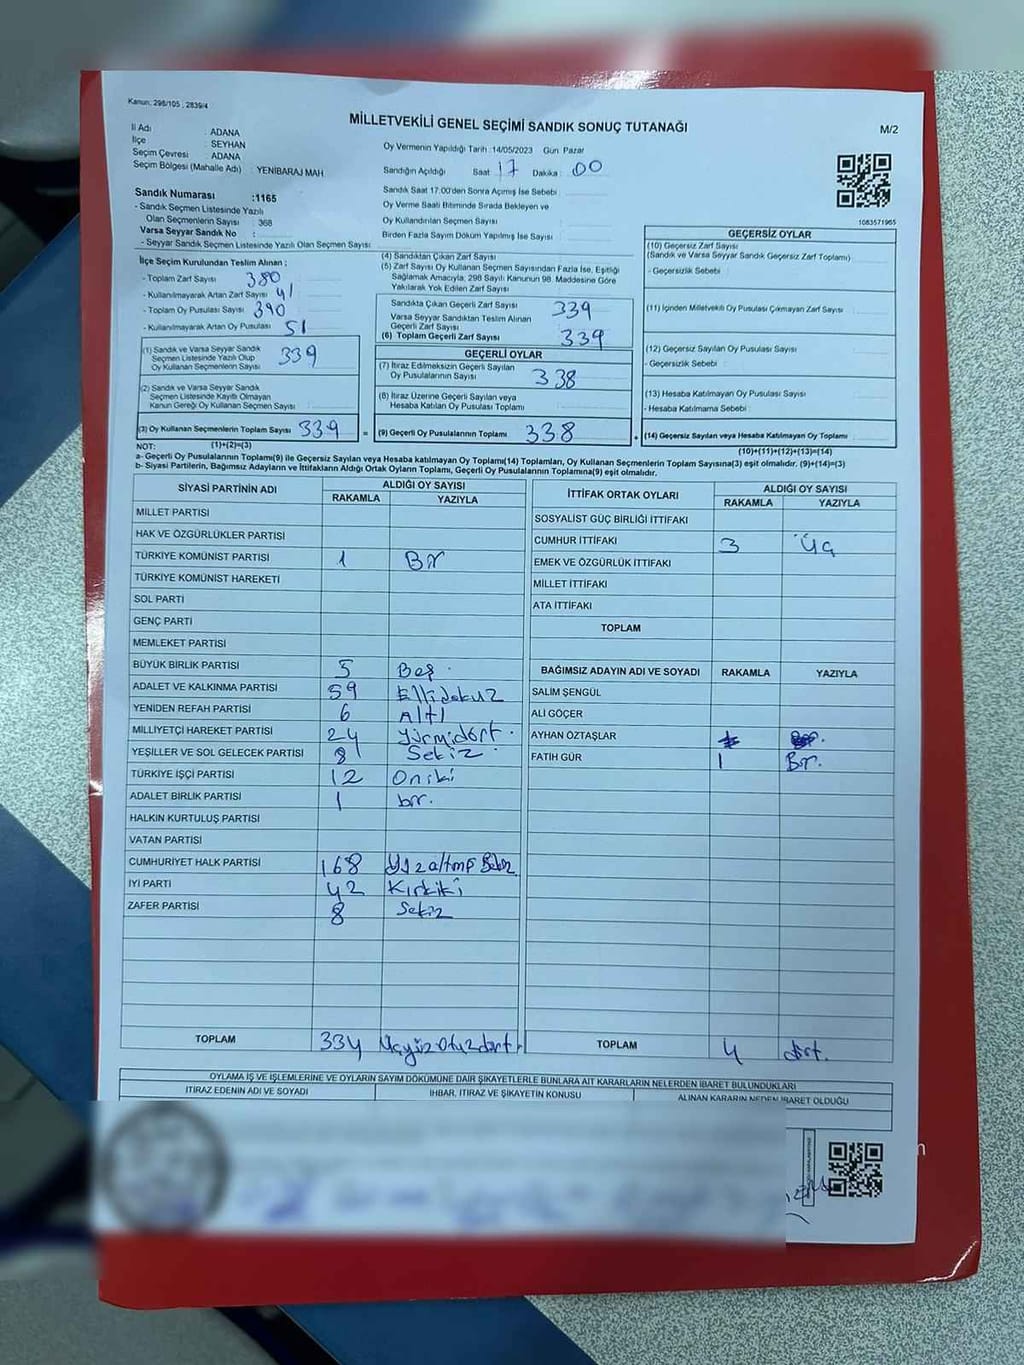 Kanun: 298/105 , 2839/4
MİLLETVEKİLİ GENEL SEÇİMİ SANDIK SONUÇ TUTANAĞI
M/2
İl Adı : ADANA
İlçe : SEYHAN
Seçim Çevresi : ADANA
Seçim Bölgesi (Mahalle Adı) : YENİBARAJ MAH
Sandık Numarası :1165
- Sandık Seçmen Listesinde Yazılı
Olan Seçmenlerin Sayısı : 368
Varsa Seyyar Sandık No :
- Seyyar Sandık Seçmen Listesinde Yazılı Olan Seçmen Sayısı :
Oy Vermenin Yapıldığı Tarih :14/05/2023 Gün Pazar
Sandığın Açıldığı Saat 17 Dakika : 00
Sandık Saat 17:00'den Sonra Açımış İse Sebebi :
Oy Verme Saati Bitiminde Sırada Bekleyen ve
Oy Kullandırılan Seçmen Sayısı :
Birden Fazla Sayım Döküm Yapılmış İse Sayısı :
1083571965
İlçe Seçim Kurulundan Teslim Alınan ;
- Toplam Zarf Sayısı 380
- Kullanılmayarak Artan Zarf Sayısı 41
- Toplam Oy Pusulası Sayısı 390
- Kullanılmayarak Artan Oy Pusulası 51
(1) Sandık ve Varsa Seyyar Sandık
Seçmen Listesinde Yazılı Olup
Oy Kullanan Seçmenlerin Sayısı 339
(2) Sandık ve Varsa Seyyar Sandık
Seçmen Listesinde Kayıtlı Olmayan
Kanun Gereği Oy Kullanan Seçmen Sayısı :
(3) Oy Kullanan Seçmenlerin Toplam Sayısı 339 =
(4) Sandıktan Çıkan Zarf Sayısı :
(5) Zarf Sayısı Oy Kullanan Seçmen Sayısından Fazla İse, Eşitliği
Sağlamak Amacıyla; 298 Sayılı Kanunun 98. Maddesine Göre
Yakılarak Yok Edilen Zarf Sayısı :
Sandıkta Çıkan Geçerli Zarf Sayısı 339
Varsa Seyyar Sandıktan Teslim Alınan
Geçerli Zarf Sayısı :
(6) Toplam Geçerli Zarf Sayısı 339
GEÇERLİ OYLAR
(7) İtiraz Edilmeksizin Geçerli Sayılan
Oy Pusulalarının Sayısı 338
(8) İtiraz Üzerine Geçerli Sayılan veya
Hesaba Katılan Oy Pusulası Toplamı :
(9) Geçerli Oy Pusulalarının Toplamı 338 +
GEÇERSİZ OYLAR
(10) Geçersiz Zarf Sayısı
(Sandık ve Varsa Seyyar Sandık Geçersiz Zarf Toplamı) :
- Geçersizlik Sebebi :
(11) İçinden Milletvekili Oy Pusulası Çıkmayan Zarf Sayısı :
(12) Geçersiz Sayılan Oy Pusulası Sayısı :
- Geçersizlik Sebebi :
(13) Hesaba Katılmayan Oy Pusulası Sayısı :
- Hesaba Katılmama Sebebi :
(14) Geçersiz Sayılan veya Hesaba Katılmayan Oy Toplamı :
NOT: (1)+(2)=(3)
(10)+(11)+(12)+(13)=(14)
a- Geçerli Oy Pusulalarının Toplamı(9) ile Geçersiz Sayılan veya Hesaba katılmayan Oy Toplamı(14) Toplamları, Oy Kullanan Seçmenlerin Toplam Sayısına(3) eşit olmalıdır. (9)+(14)=(3)
b- Siyasi Partilerin, Bağımsız Adayların ve İttifakların Aldığı Ortak Oyların Toplamı, Geçerli Oy Pusulalarının Toplamına(9) eşit olmalıdır.
SİYASİ PARTİNİN ADI ALDIĞI OY SAYISI
RAKAMLA YAZIYLA
MİLLET PARTİSİ
HAK VE ÖZGÜRLÜKLER PARTİSİ
TÜRKİYE KOMÜNİST PARTİSİ 1 Bir
TÜRKİYE KOMÜNİST HAREKETİ
SOL PARTİ
GENÇ PARTİ
MEMLEKET PARTİSİ
BÜYÜK BİRLİK PARTİSİ 5 Beş
ADALET VE KALKINMA PARTİSİ 59 Ellidokuz
YENİDEN REFAH PARTİSİ 6 Altı
MİLLİYETÇİ HAREKET PARTİSİ 24 yirmidört
YEŞİLLER VE SOL GELECEK PARTİSİ 8 Sekiz
TÜRKİYE İŞÇİ PARTİSİ 12 Oniki
ADALET BİRLİK PARTİSİ 1 bir.
HALKIN KURTULUŞ PARTİSİ
VATAN PARTİSİ
CUMHURİYET HALK PARTİSİ 168 Yüzaltmış Sekiz
İYİ PARTİ 42 Kırkiki
ZAFER PARTİSİ 8 Sekiz
TOPLAM 334 Üçyüzotuzdört
İTTİFAK ORTAK OYLARI ALDIĞI OY SAYISI
RAKAMLA YAZIYLA
SOSYALİST GÜÇ BİRLİĞİ İTTİFAKI
CUMHUR İTTİFAKI 3 Üç
EMEK VE ÖZGÜRLÜK İTTİFAKI
MİLLET İTTİFAKI
ATA İTTİFAKI
TOPLAM
BAĞIMSIZ ADAYIN ADI VE SOYADI RAKAMLA YAZIYLA
SALİM ŞENGÜL
ALİ GÖÇER
AYHAN ÖZTAŞLAR
FATİH GÜR 1 Bir.
TOPLAM 4 dört.
OYLAMA İŞ VE İŞLEMLERİNE VE OYLARIN SAYIM DÖKÜMÜNE DAİR ŞİKAYETLERLE BUNLARA AİT KARARLARIN NELERDEN İBARET BULUNDUKLARI
İTİRAZ EDENİN ADI VE SOYADI İHBAR, İTİRAZ VE ŞİKAYETİN KONUSU ALINAN KARARIN NEDEN İBARET OLDUĞU